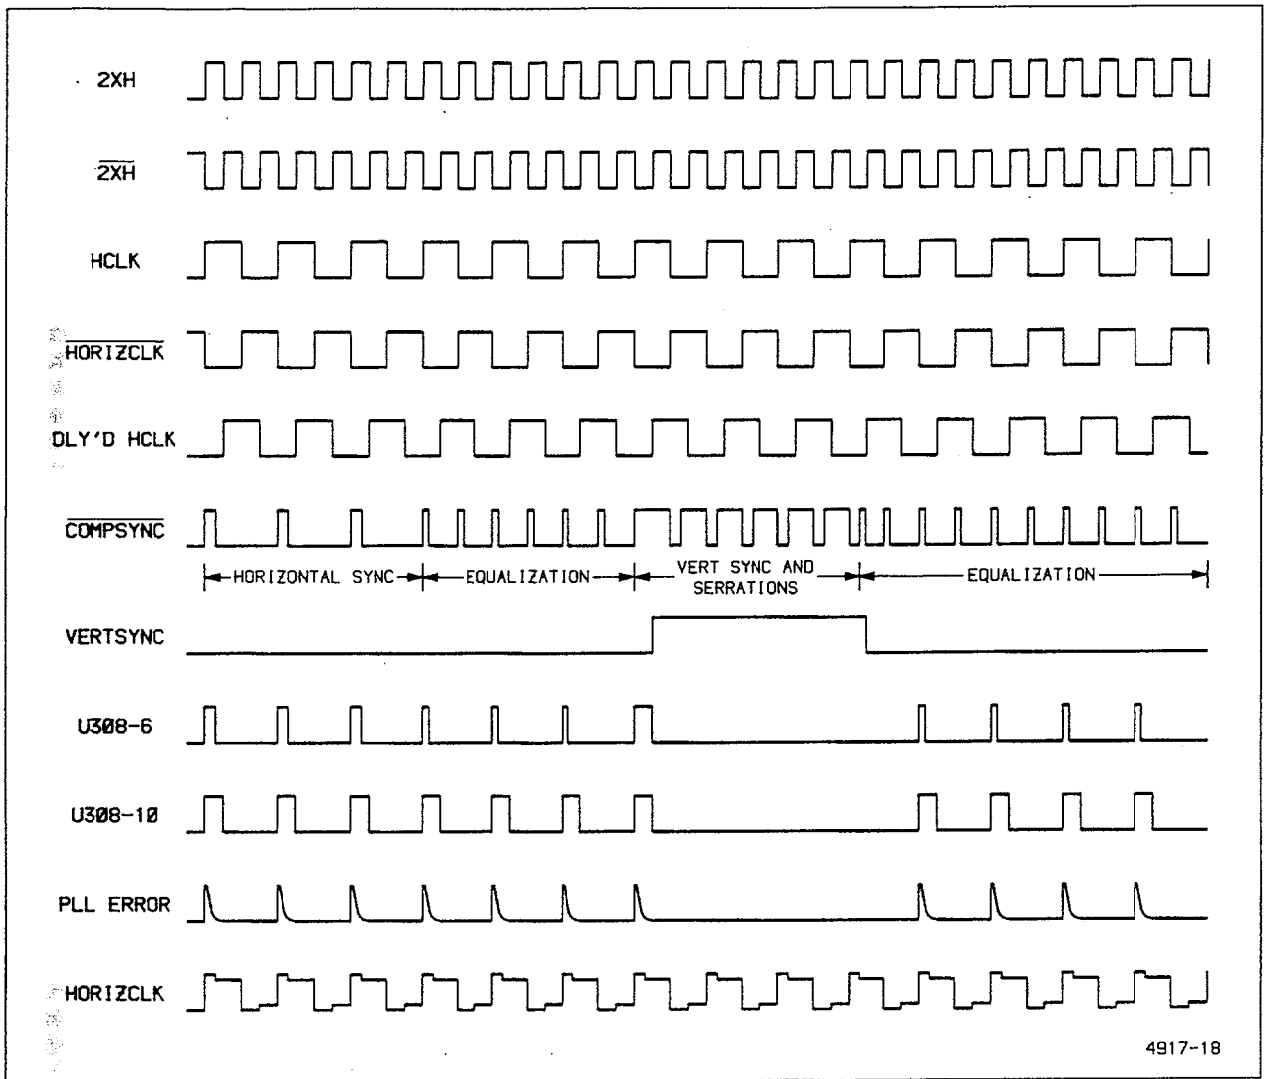 2XH
2XH
HCLK
HORIZCLK
DLY'D HCLK
COMPSYNC
HORIZONTAL SYNC
EQUALIZATION
VERT SYNC AND
SERRATIONS
EQUALIZATION
VERTSYNC
U308-6
U308-10
PLL ERROR
HORIZCLK
4917-18